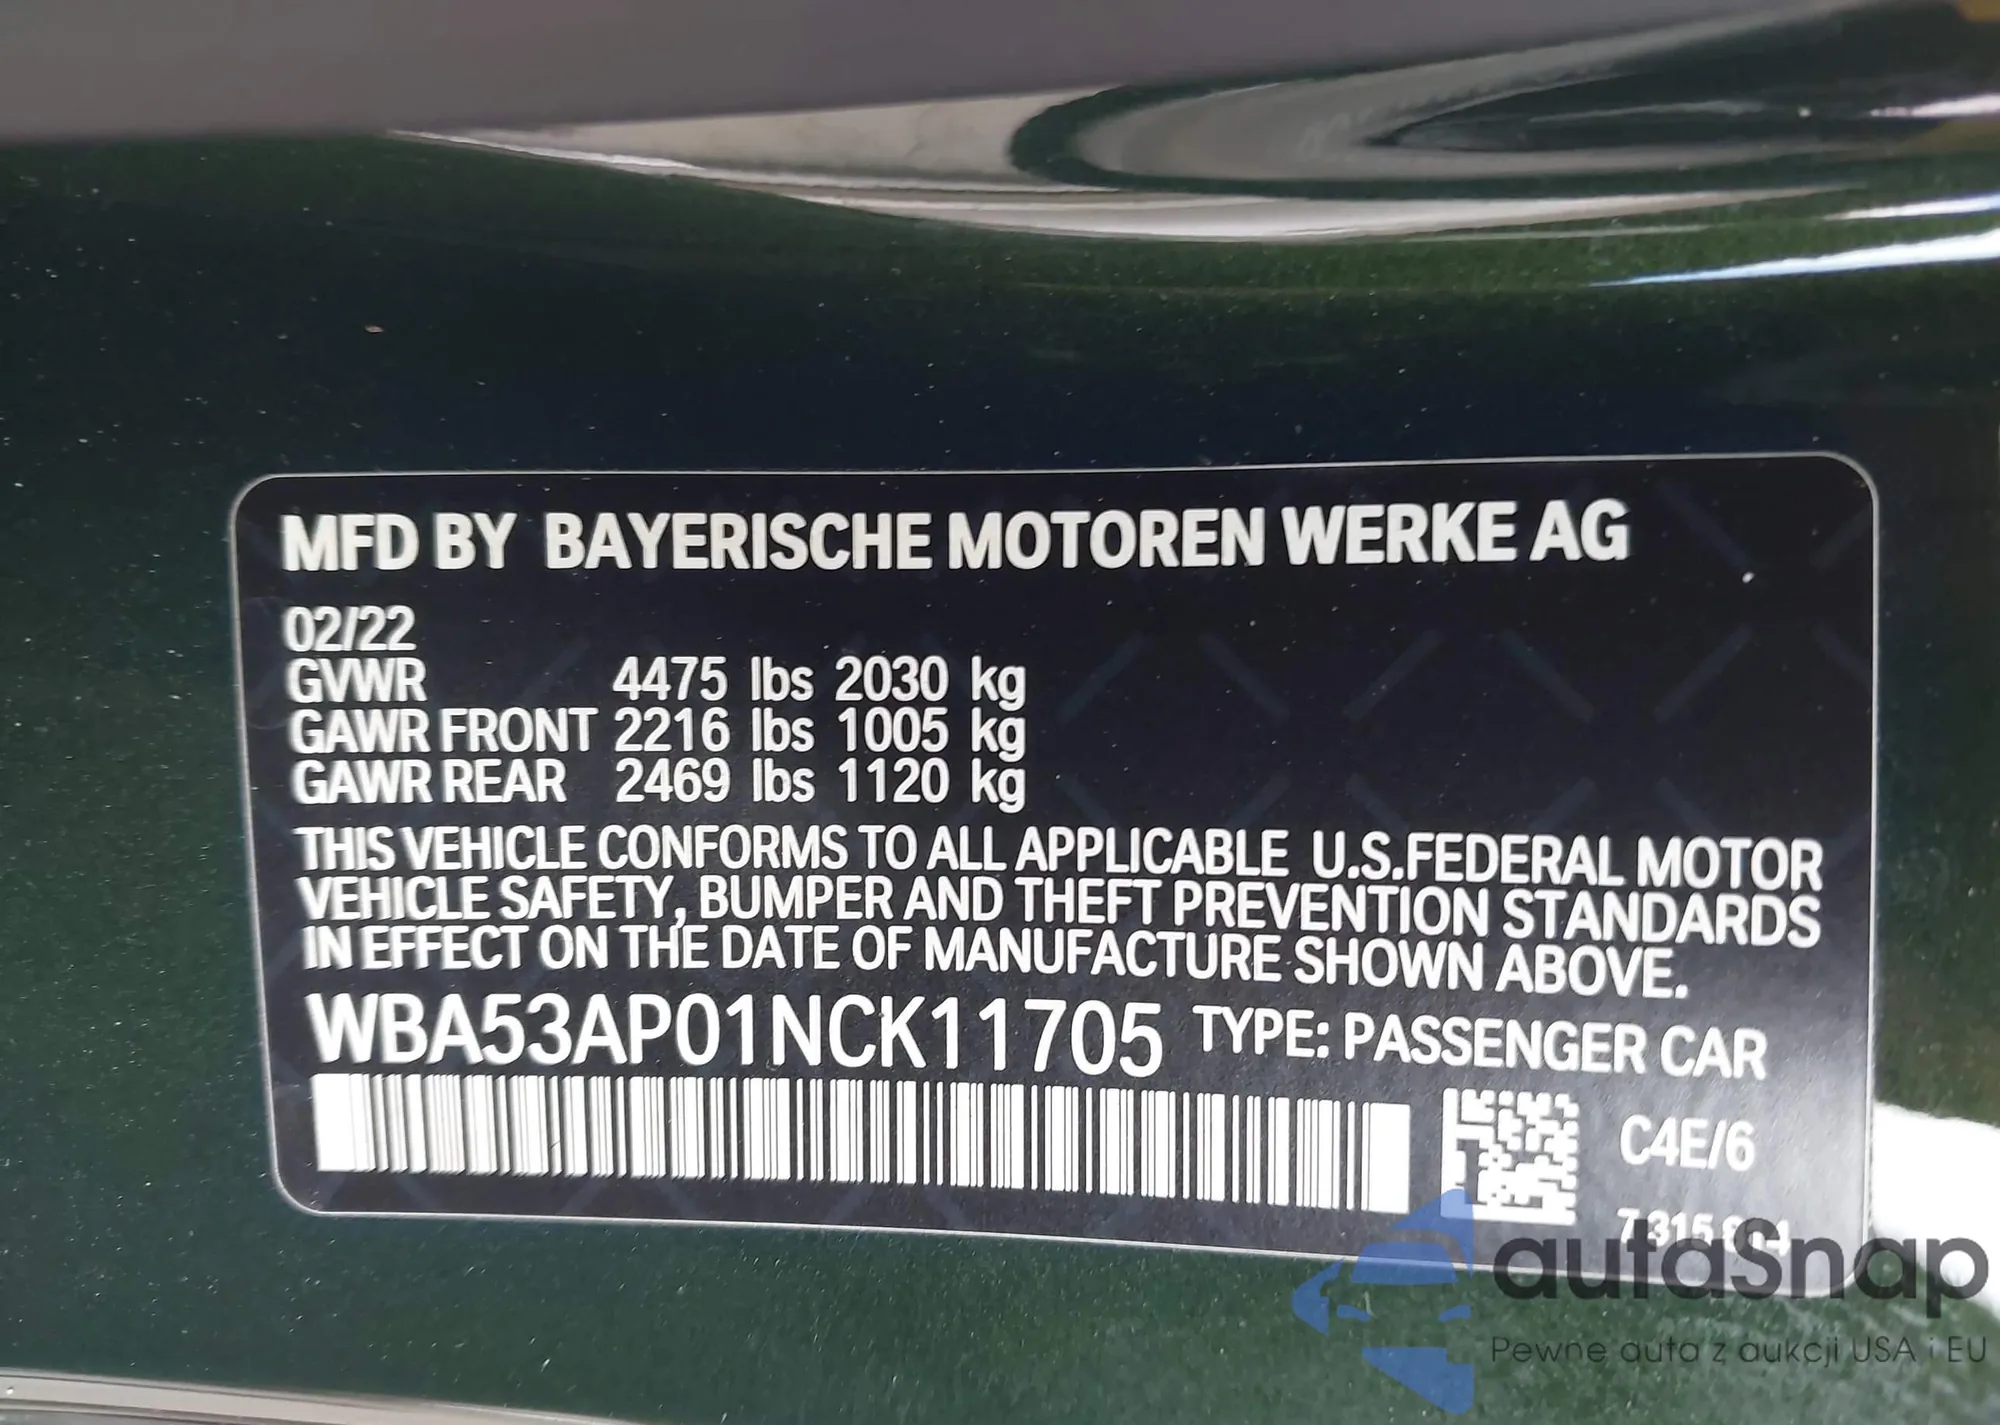 MFD BY BAYERISCHE MOTOREN WERKE AG
02/22
GVWR 4475 lbs 2030 kg
GAWR FRONT 2216 lbs 1005 kg
GAWR REAR 2469 lbs 1120 kg
THIS VEHICLE CONFORMS TO ALL APPLICABLE U.S.FEDERAL MOTOR
VEHICLE SAFETY, BUMPER AND THEFT PREVENTION STANDARDS
IN EFFECT ON THE DATE OF MANUFACTURE SHOWN ABOVE.
WBA53AP01NCK11705 TYPE: PASSENGER CAR
C4E/6
autaSnap
Pewne auta z aukcji USA i EU